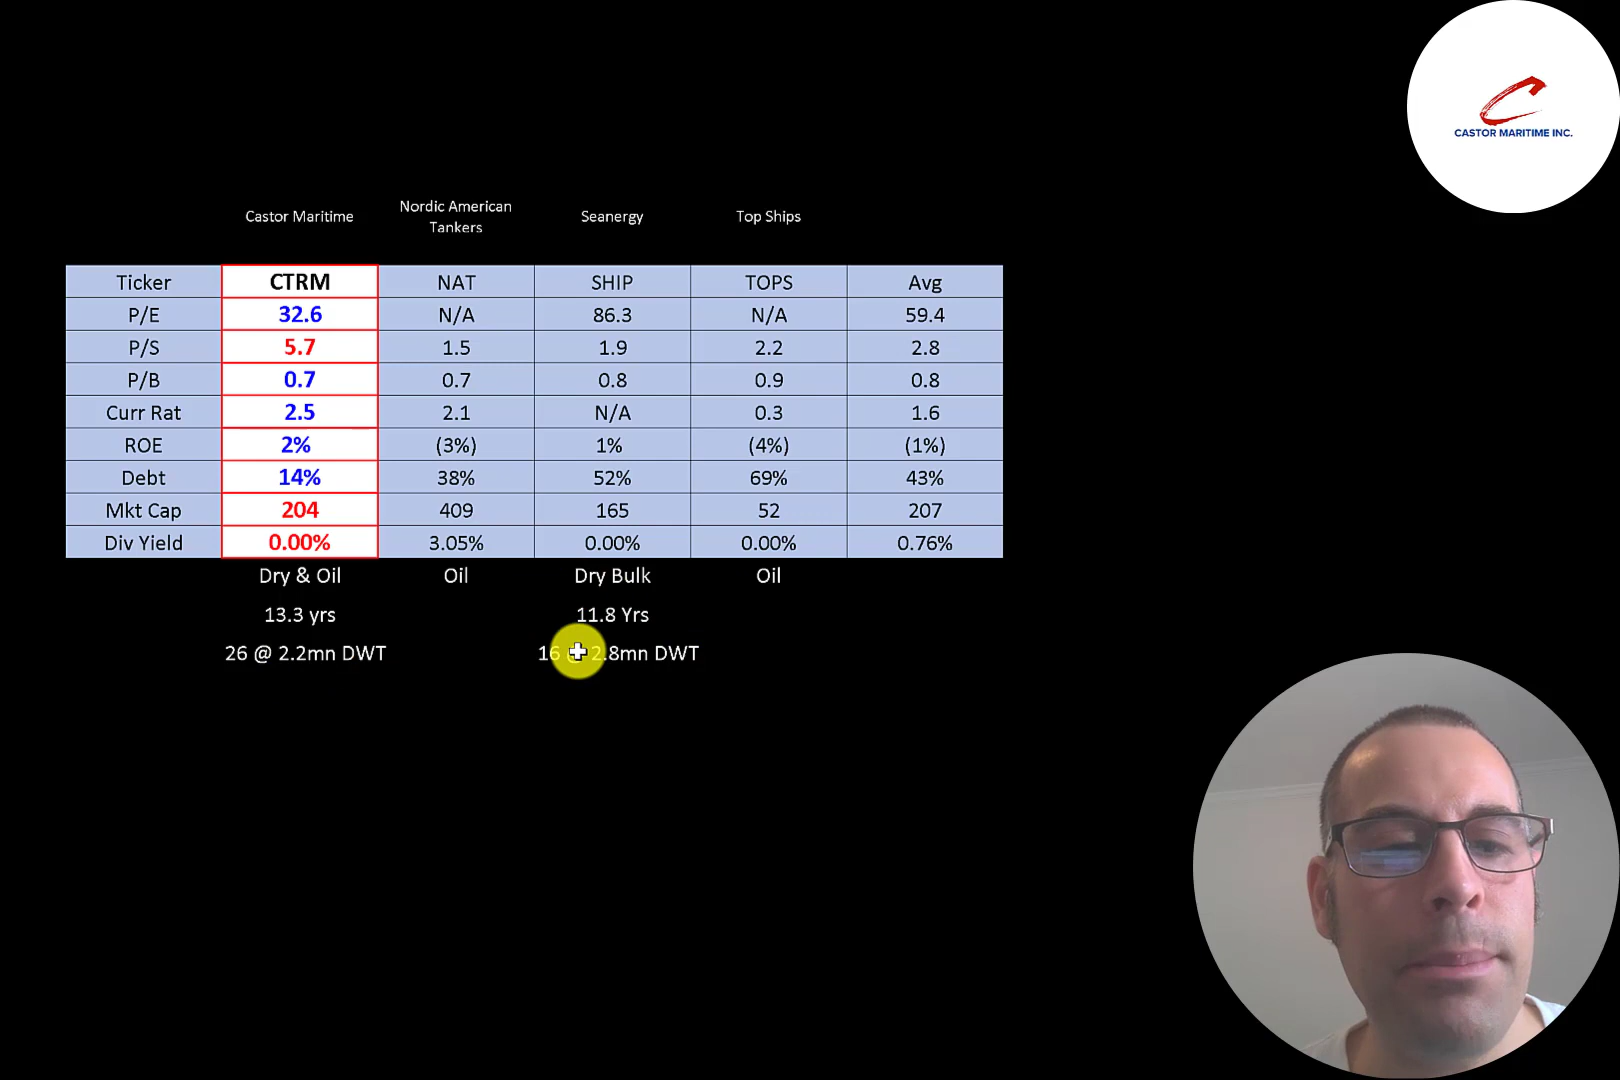 CASTOR MARITIME INC.
Castor Maritime Nordic American Tankers Seanergy Top Ships
Ticker CTRM NAT SHIP TOPS Avg
P/E 32.6 N/A 86.3 N/A 59.4
P/S 5.7 1.5 1.9 2.2 2.8
P/B 0.7 0.7 0.8 0.9 0.8
Curr Rat 2.5 2.1 N/A 0.3 1.6
ROE 2% (3%) 1% (4%) (1%)
Debt 14% 38% 52% 69% 43%
Mkt Cap 204 409 165 52 207
Div Yield 0.00% 3.05% 0.00% 0.00% 0.76%
Dry & Oil Oil Dry Bulk Oil
13.3 yrs 11.8 Yrs
26 @ 2.2mn DWT 16 @ 2.8mn DWT